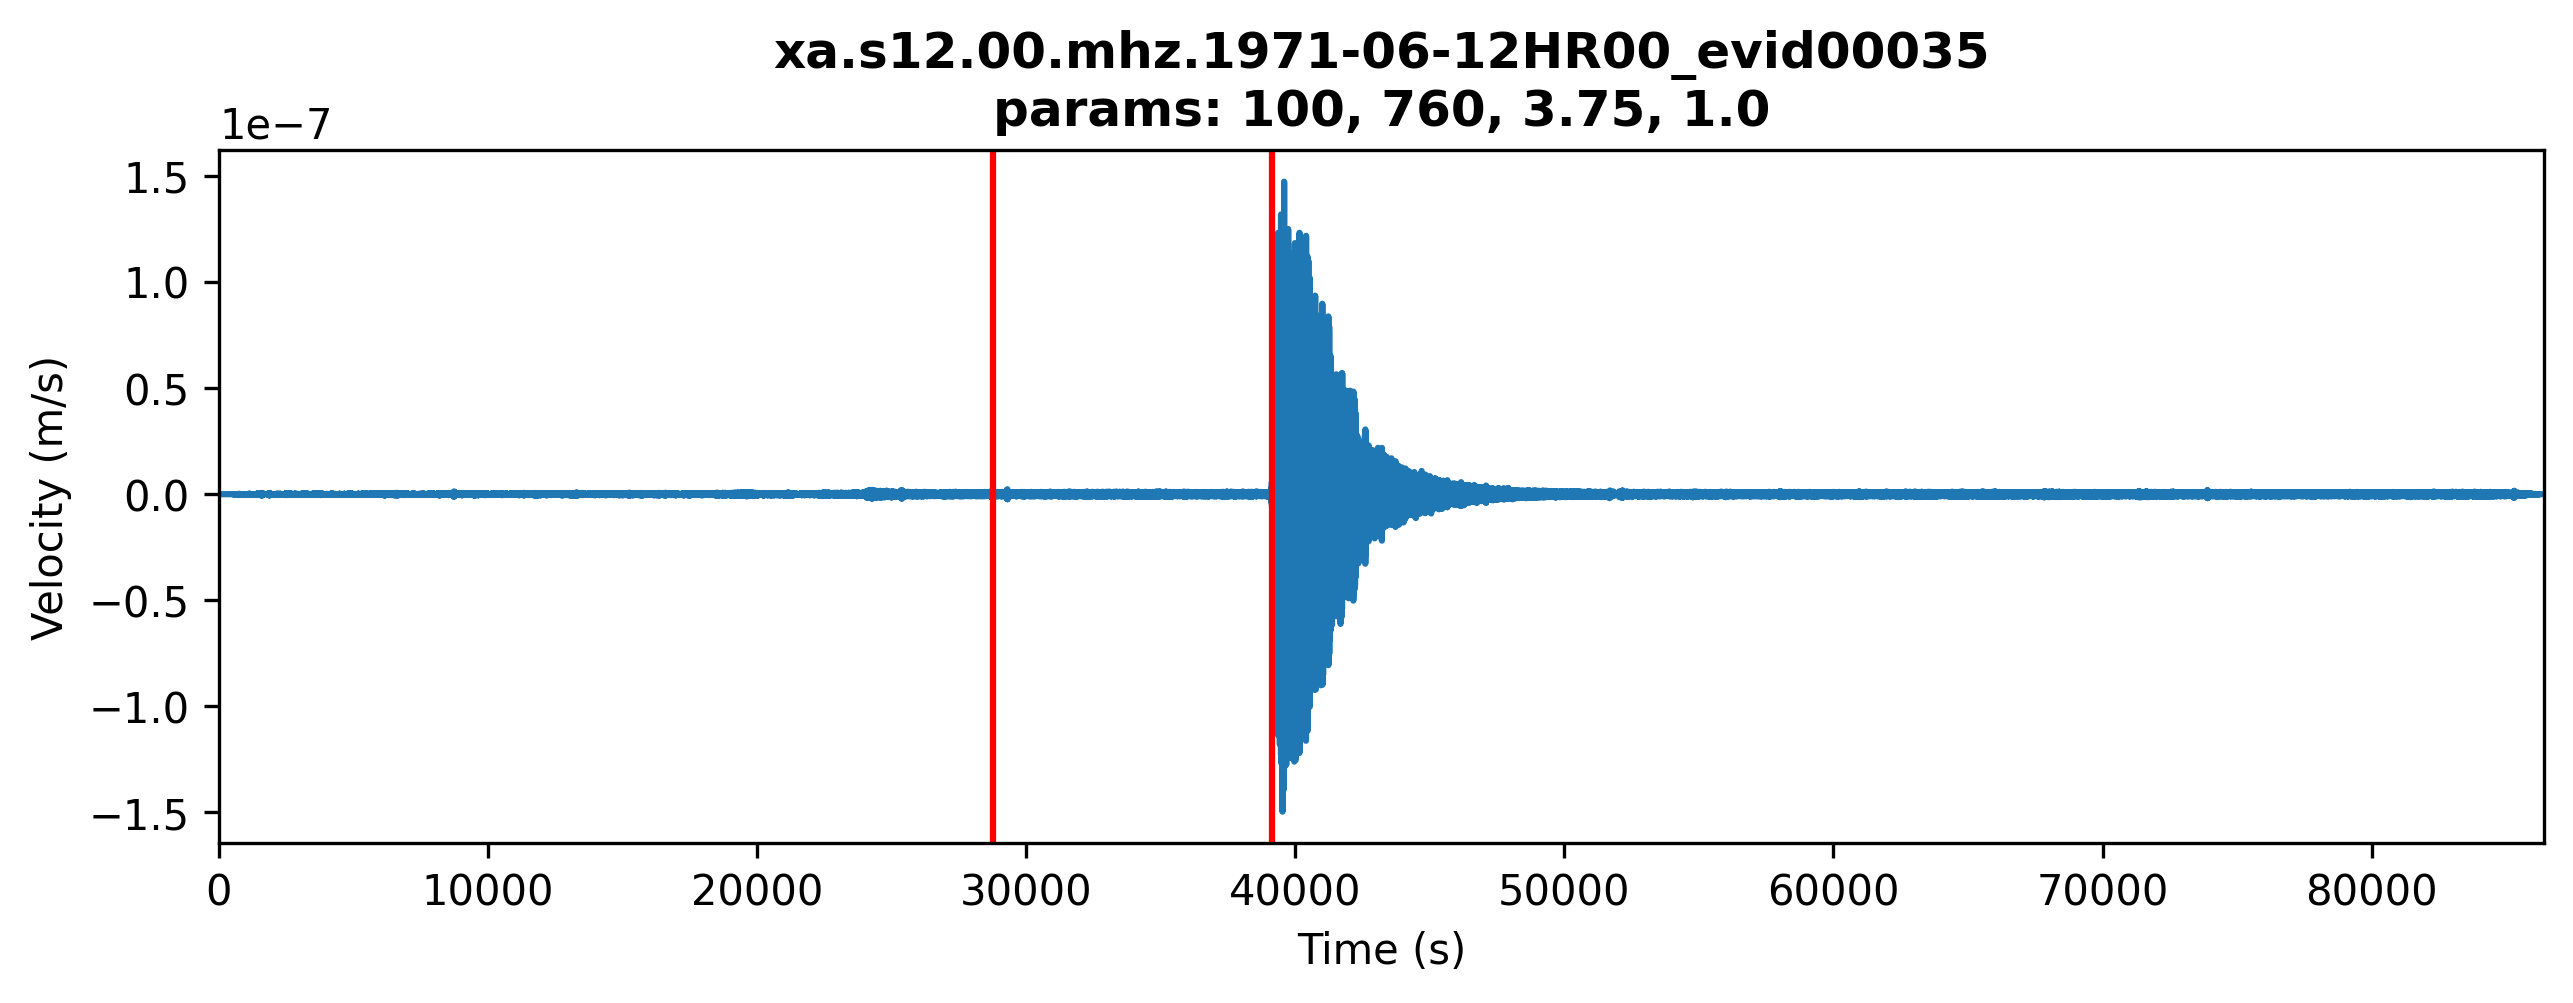 xa.s12.00.mhz.1971-06-12HR00_evid00035
params: 100, 760, 3.75, 1.0
1e−7
1.5
1.0
0.5
0.0
−0.5
−1.0
−1.5
Velocity (m/s)
0 10000 20000 30000 40000 50000 60000 70000 80000
Time (s)